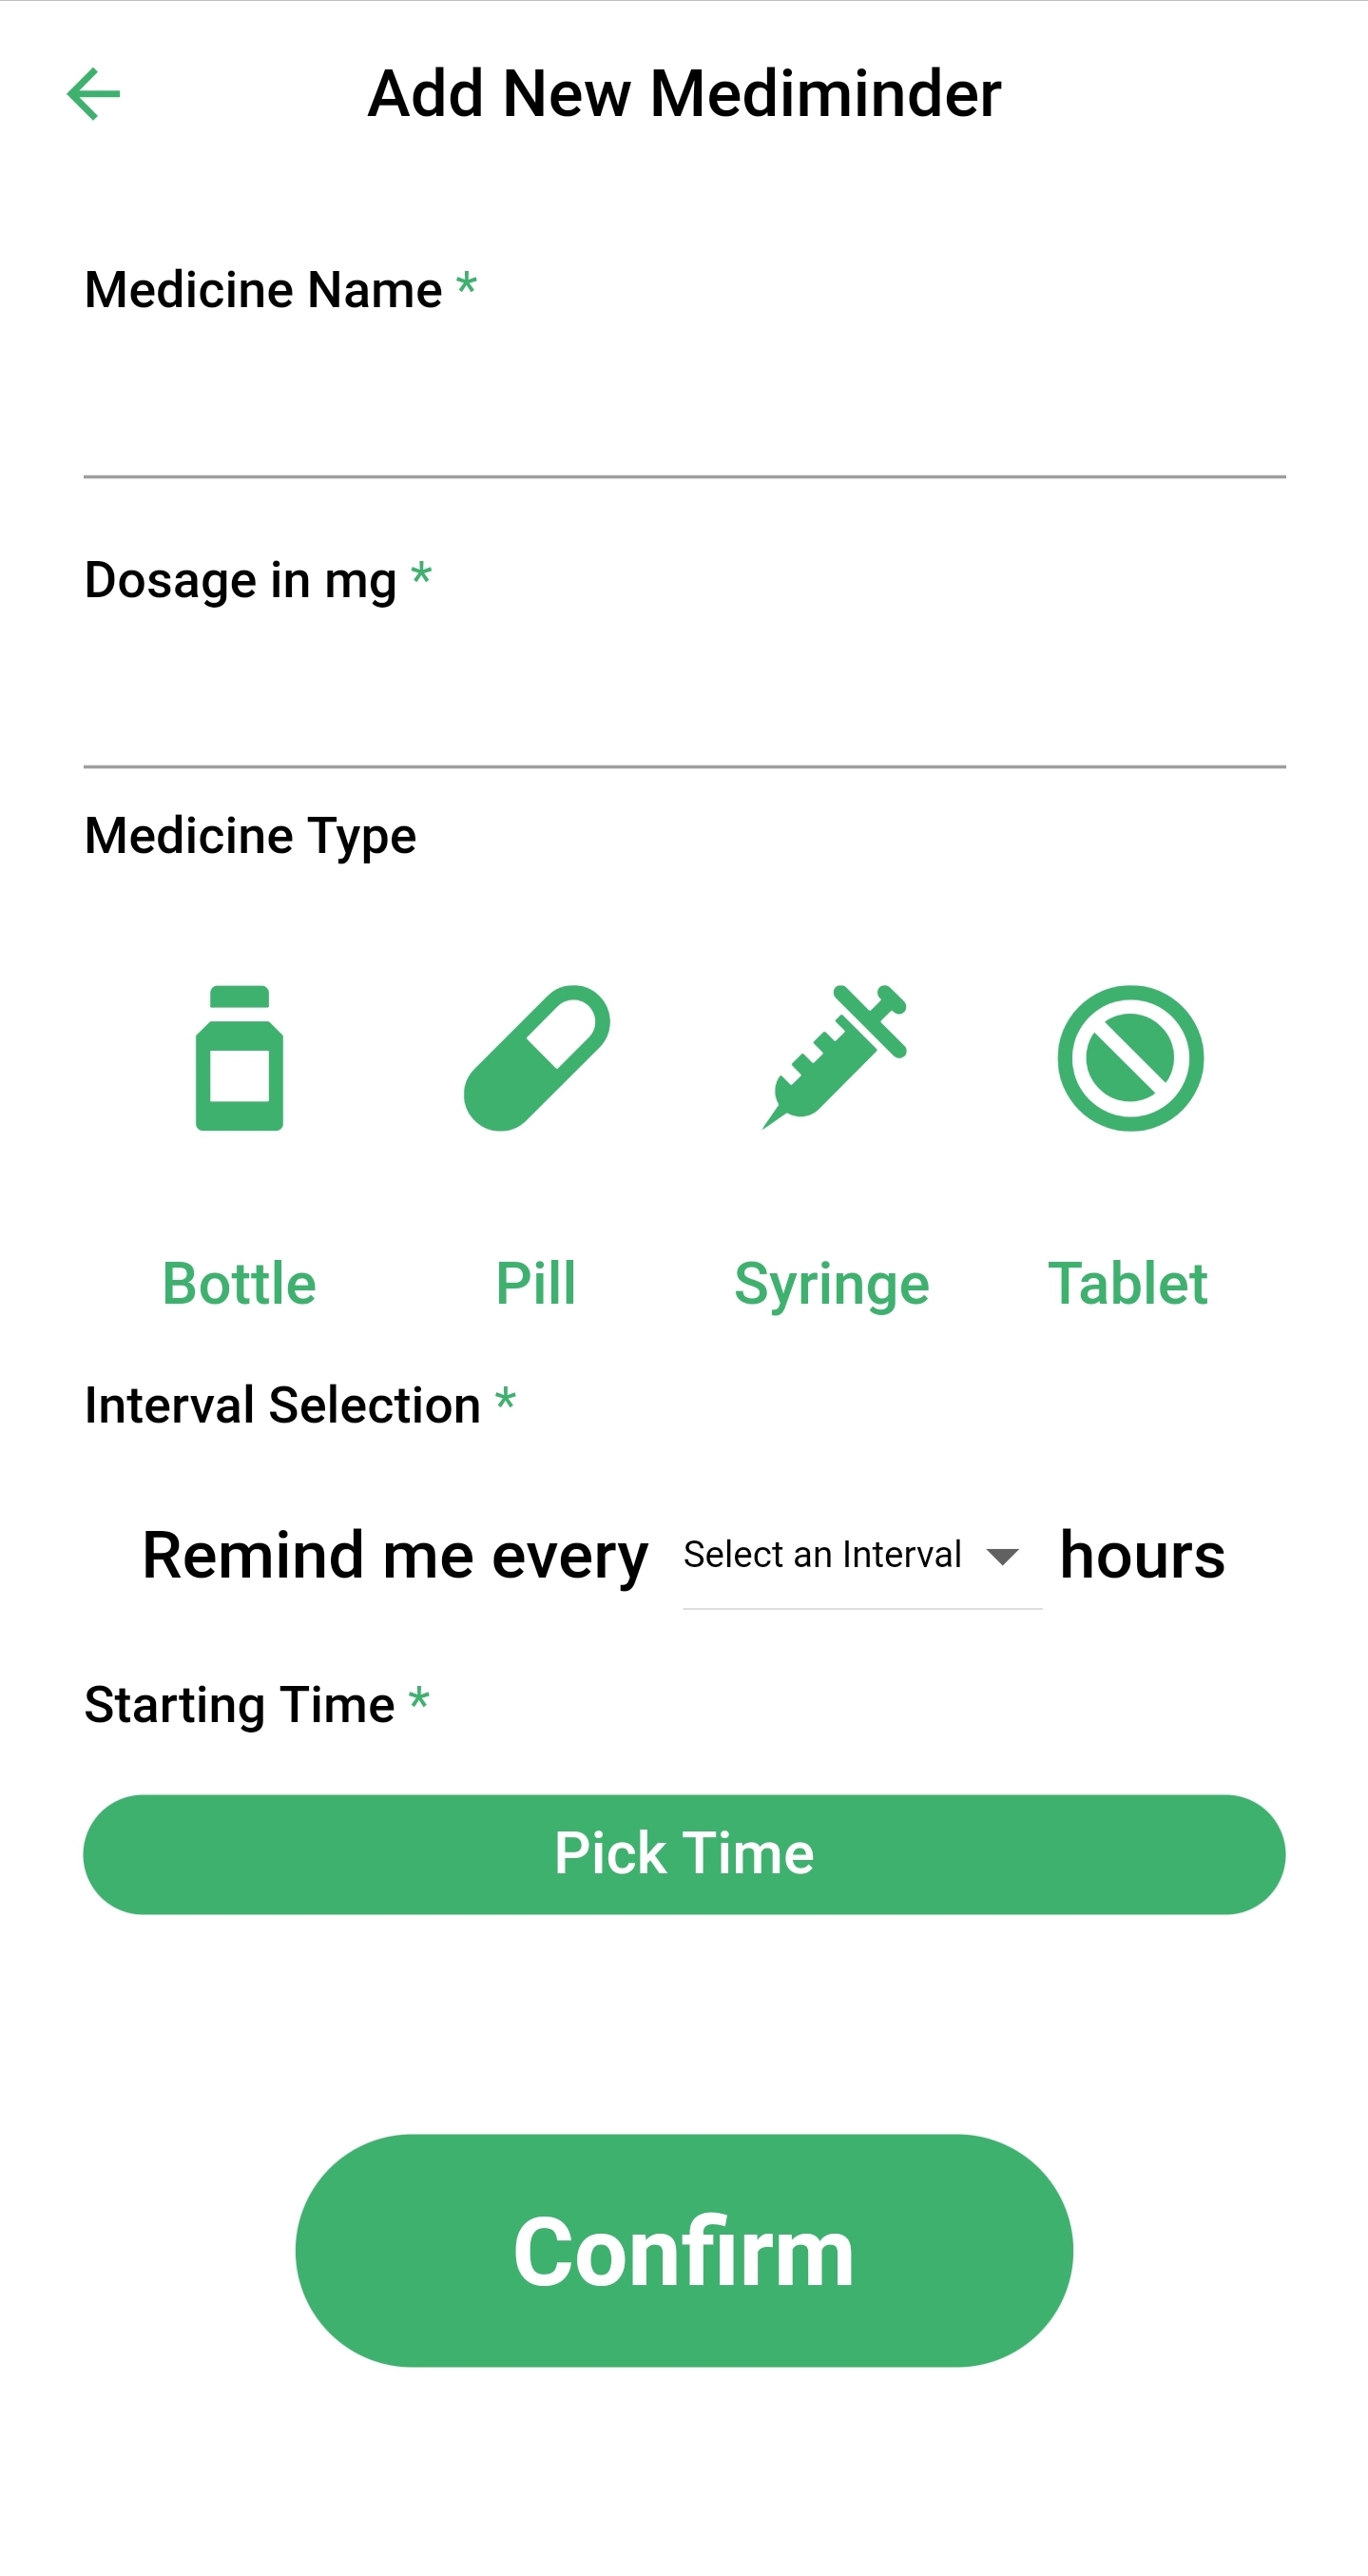 Add New Mediminder
Medicine Name *
Dosage in mg *
Medicine Type
Bottle Pill Syringe Tablet
Interval Selection *
Remind me every Select an Interval hours
Starting Time *
Pick Time
Confirm